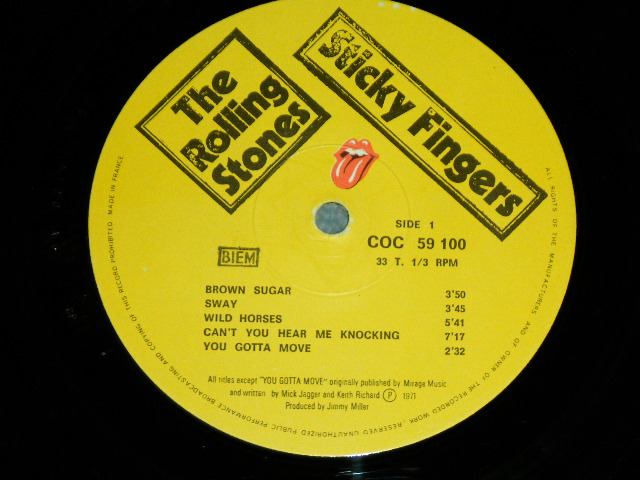 The
Rolling
Stones
Sticky Fingers
SIDE 1
COC 59 100
33 T. 1/3 RPM
BIEM
BROWN SUGAR 3'50
SWAY 3'45
WILD HORSES 5'41
CAN'T YOU HEAR ME KNOCKING 7'17
YOU GOTTA MOVE 2'32
All titles except "YOU GOTTA MOVE" originally published by Mirage Music
and written by Mick Jagger and Keith Richard Ⓟ 1971
Produced by Jimmy Miller
ALL RIGHTS OF THE MANUFACTURERS AND OF OWNER OF THE RECORDED WORK RESERVED UNAUTHORIZED PUBLIC PERFORMANCE BROADCASTING AND COPYING OF THIS RECORD PROHIBITED MADE IN FRANCE